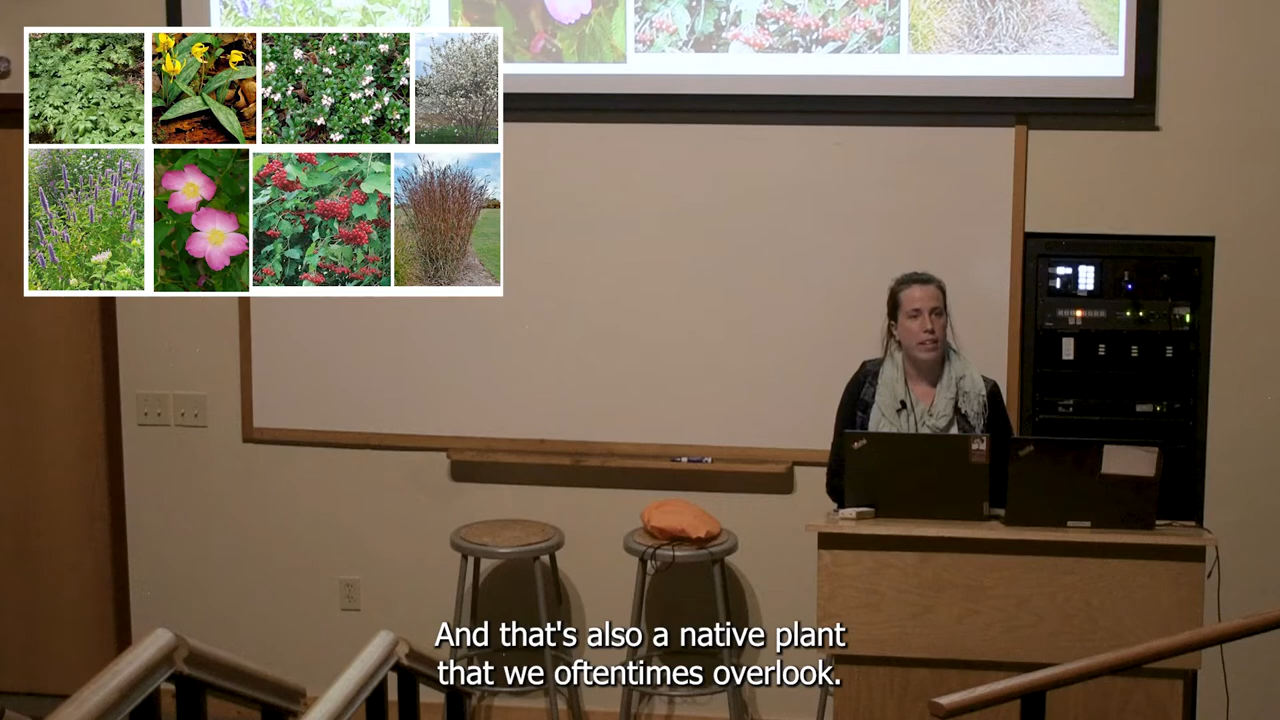 And that's also a native plant
that we oftentimes overlook.